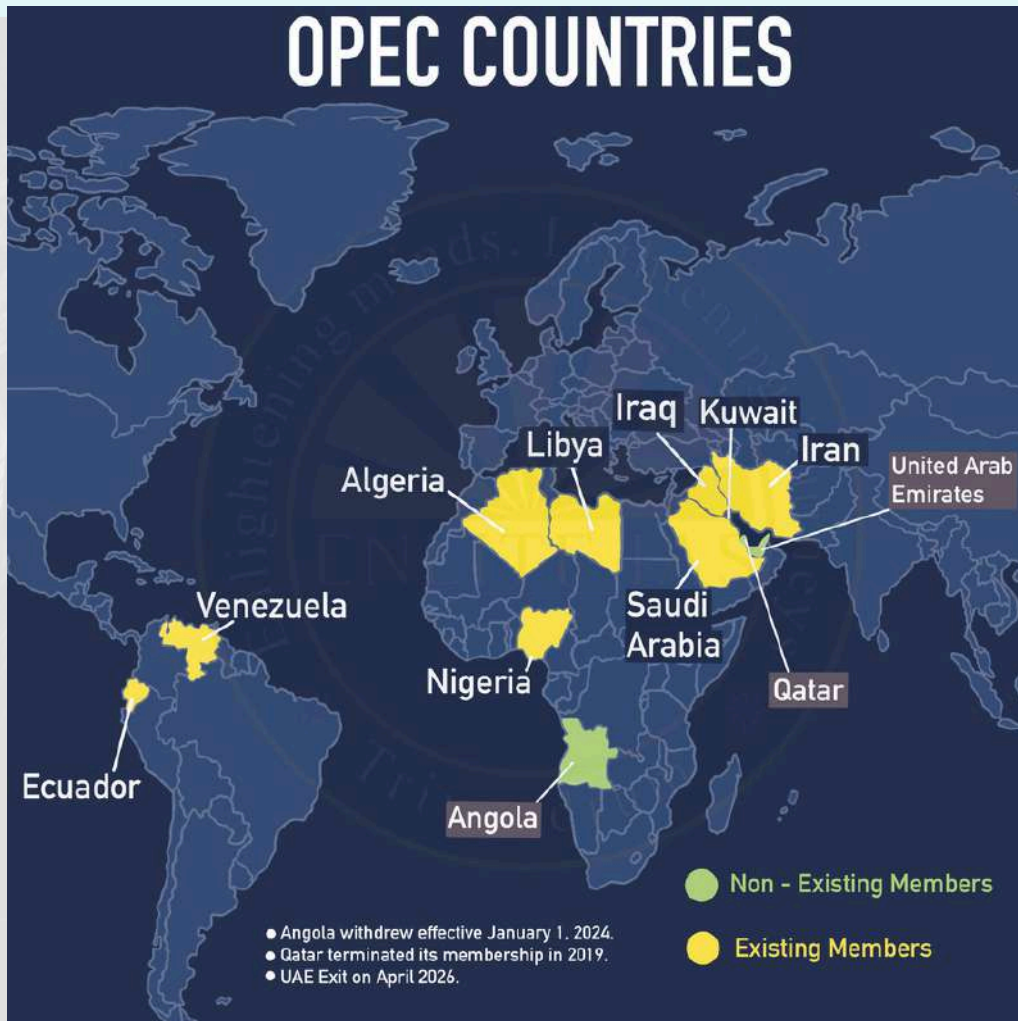 OPEC COUNTRIES
Iraq
Kuwait
Libya
Iran
Algeria
United Arab
Emirates
Venezuela
Saudi
Arabia
Nigeria
Qatar
Ecuador
Angola
Non - Existing Members
Existing Members
● Angola withdrew effective January 1, 2024.
● Qatar terminated its membership in 2019.
● UAE Exit on April 2026.